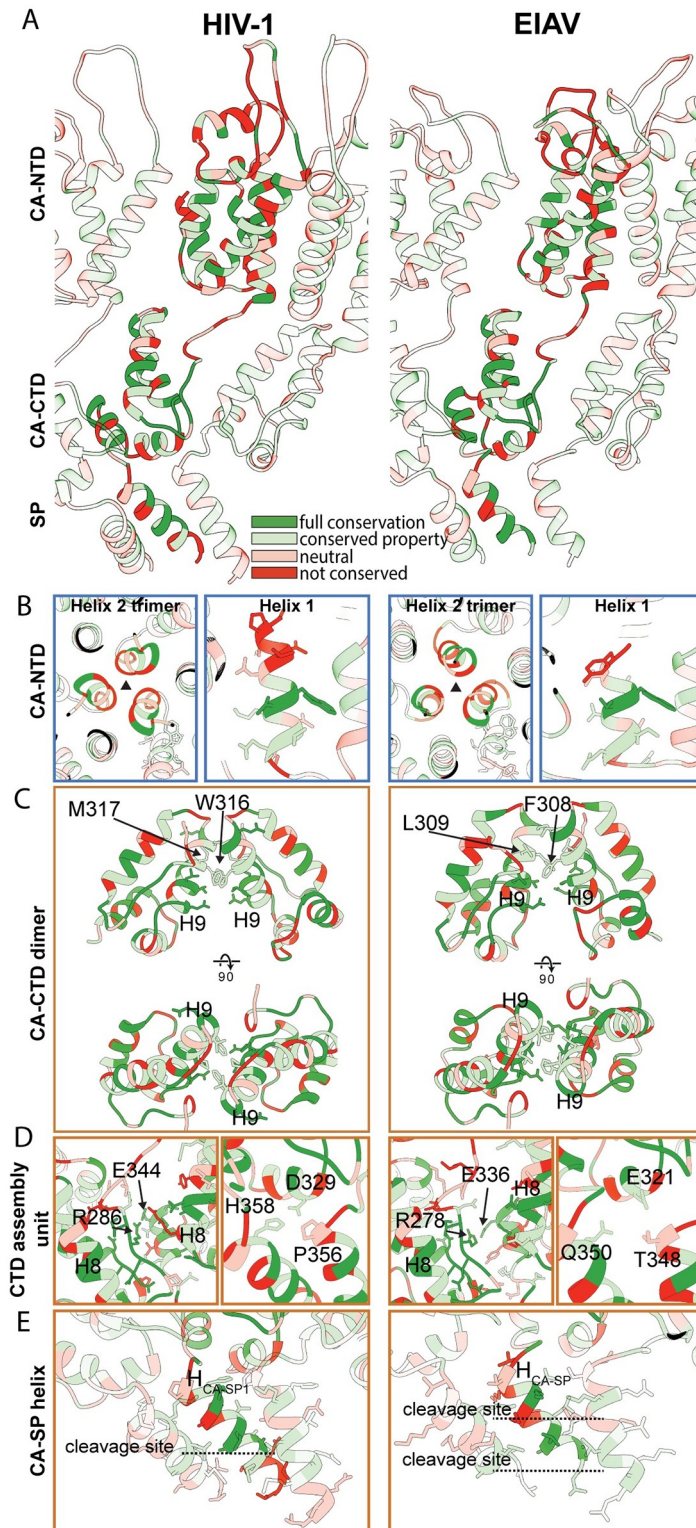 A
HIV-1
EIAV
CA-NTD
CA-CTD
SP
full conservation
conserved property
neutral
not conserved
B
CA-NTD
Helix 2 trimer
Helix 1
Helix 2 trimer
Helix 1
C
CA-CTD dimer
M317
W316
H9
H9
90
H9
H9
L309
F308
H9
H9
90
H9
H9
D
CTD assembly
unit
E344
R286
H8
H8
D329
H358
P356
E336
H8
R278
H8
E321
Q350
T348
E
CA-SP helix
H CA-SP1
cleavage site
H CA-SP
cleavage site
cleavage site